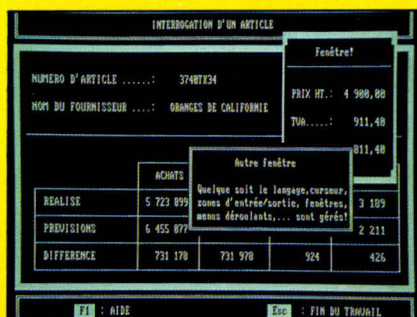 INTERROGATION D'UN ARTICLE
Fenêtre!
NUMERO D'ARTICLE ......: 3740TK34
NOM DU FOURNISSEUR ....: ORANGES DE CALIFORNIE
PRIX HT.: 4 900,00
TVA.....: 911,40
811,40
Autre fenêtre
Quelque soit le langage,curseur,
zones d'entrée/sortie, fenêtres,
menus déroulants,... sont gérés!
ACHATS
REALISE 5 723 899 3 189
PREVISIONS 6 455 077 2 211
DIFFERENCE 731 178 731 978 924 426
F1 : AIDE Esc : FIN DU TRAVAIL